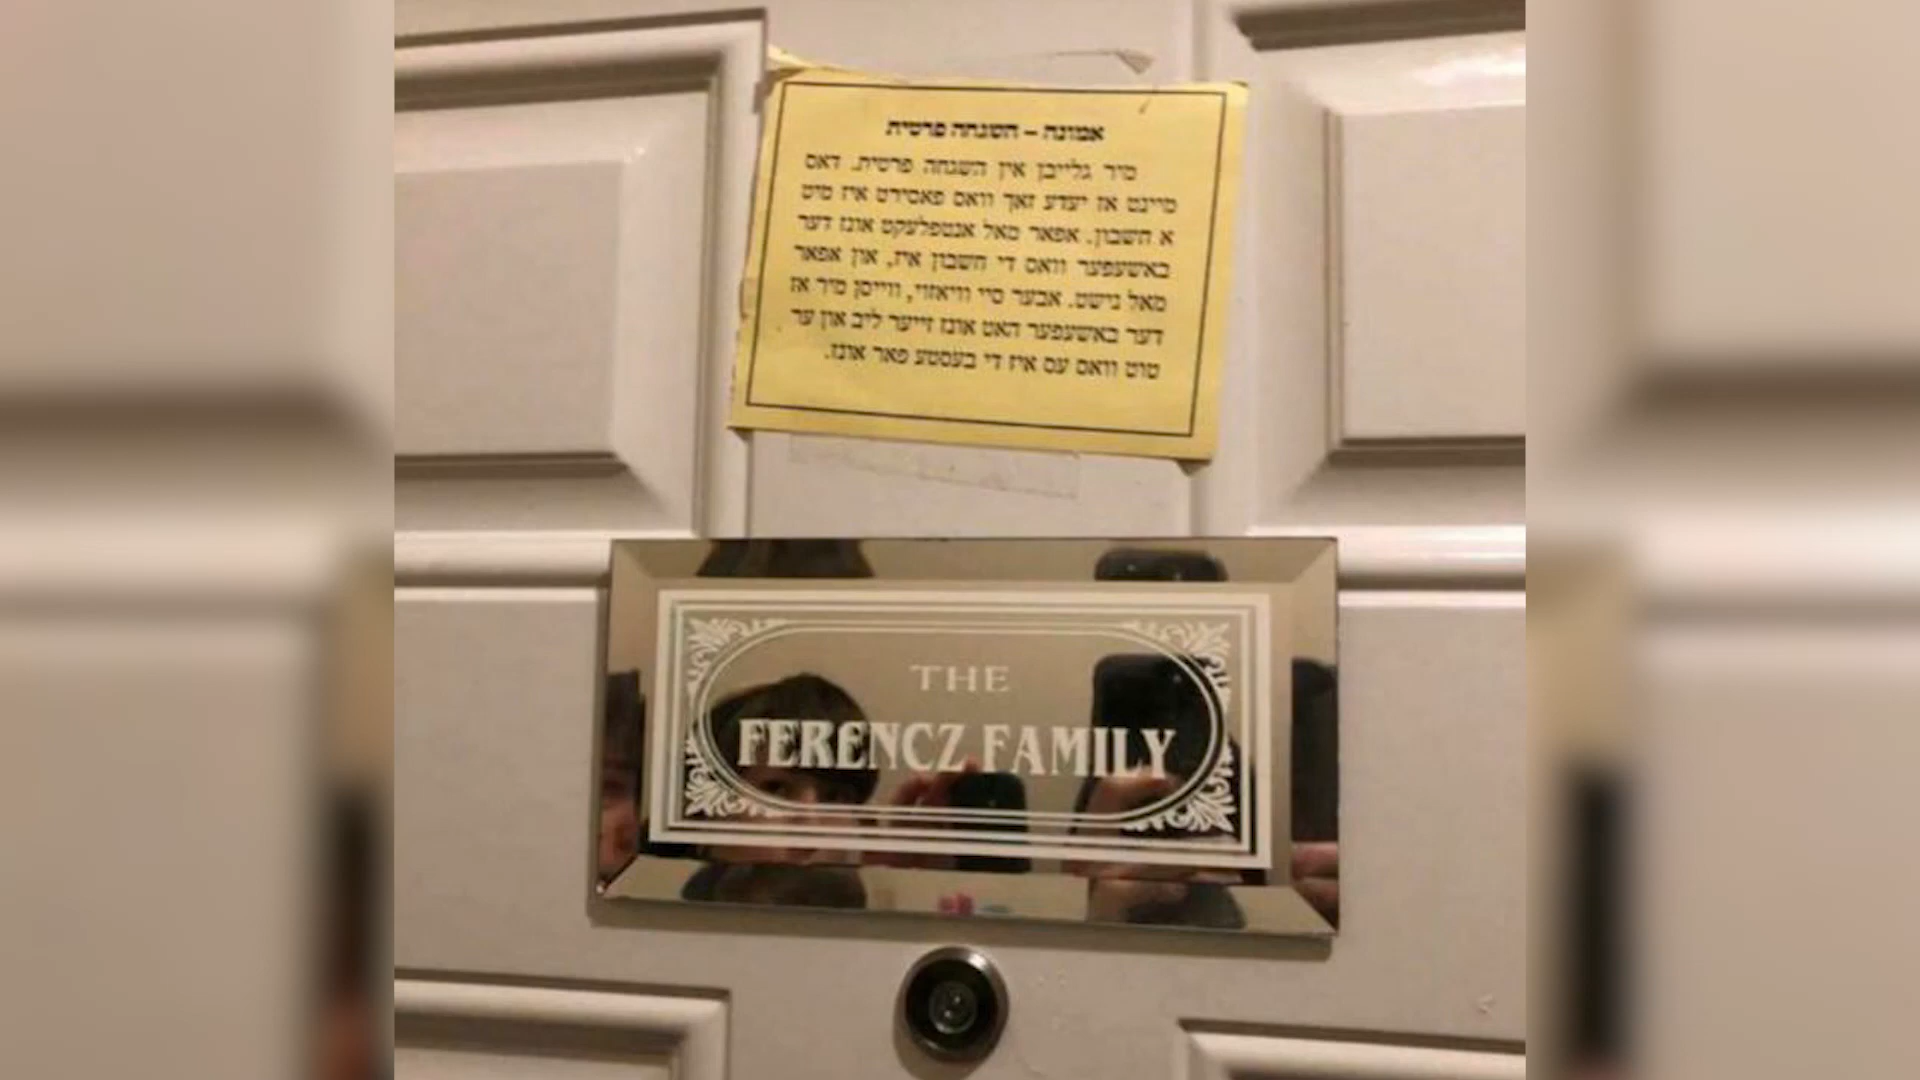 אמונה – השגחה פרטית
מיר גלייבן אין השגחה פרטית. דאס
מיינט אז יעדע זאך וואס פאסירט איז מיט
א חשבון. אפאר מאל אנטפלעקט אונז דער
באשעפער וואס די חשבון איז, און אפאר
מאל נישט. אבער סיי וויאזוי, ווייסן מיר אז
דער באשעפער האט אונז זייער ליב און ער
טוט וואס עס איז די בעסטע פאר אונז.
THE
FERENCZ FAMILY